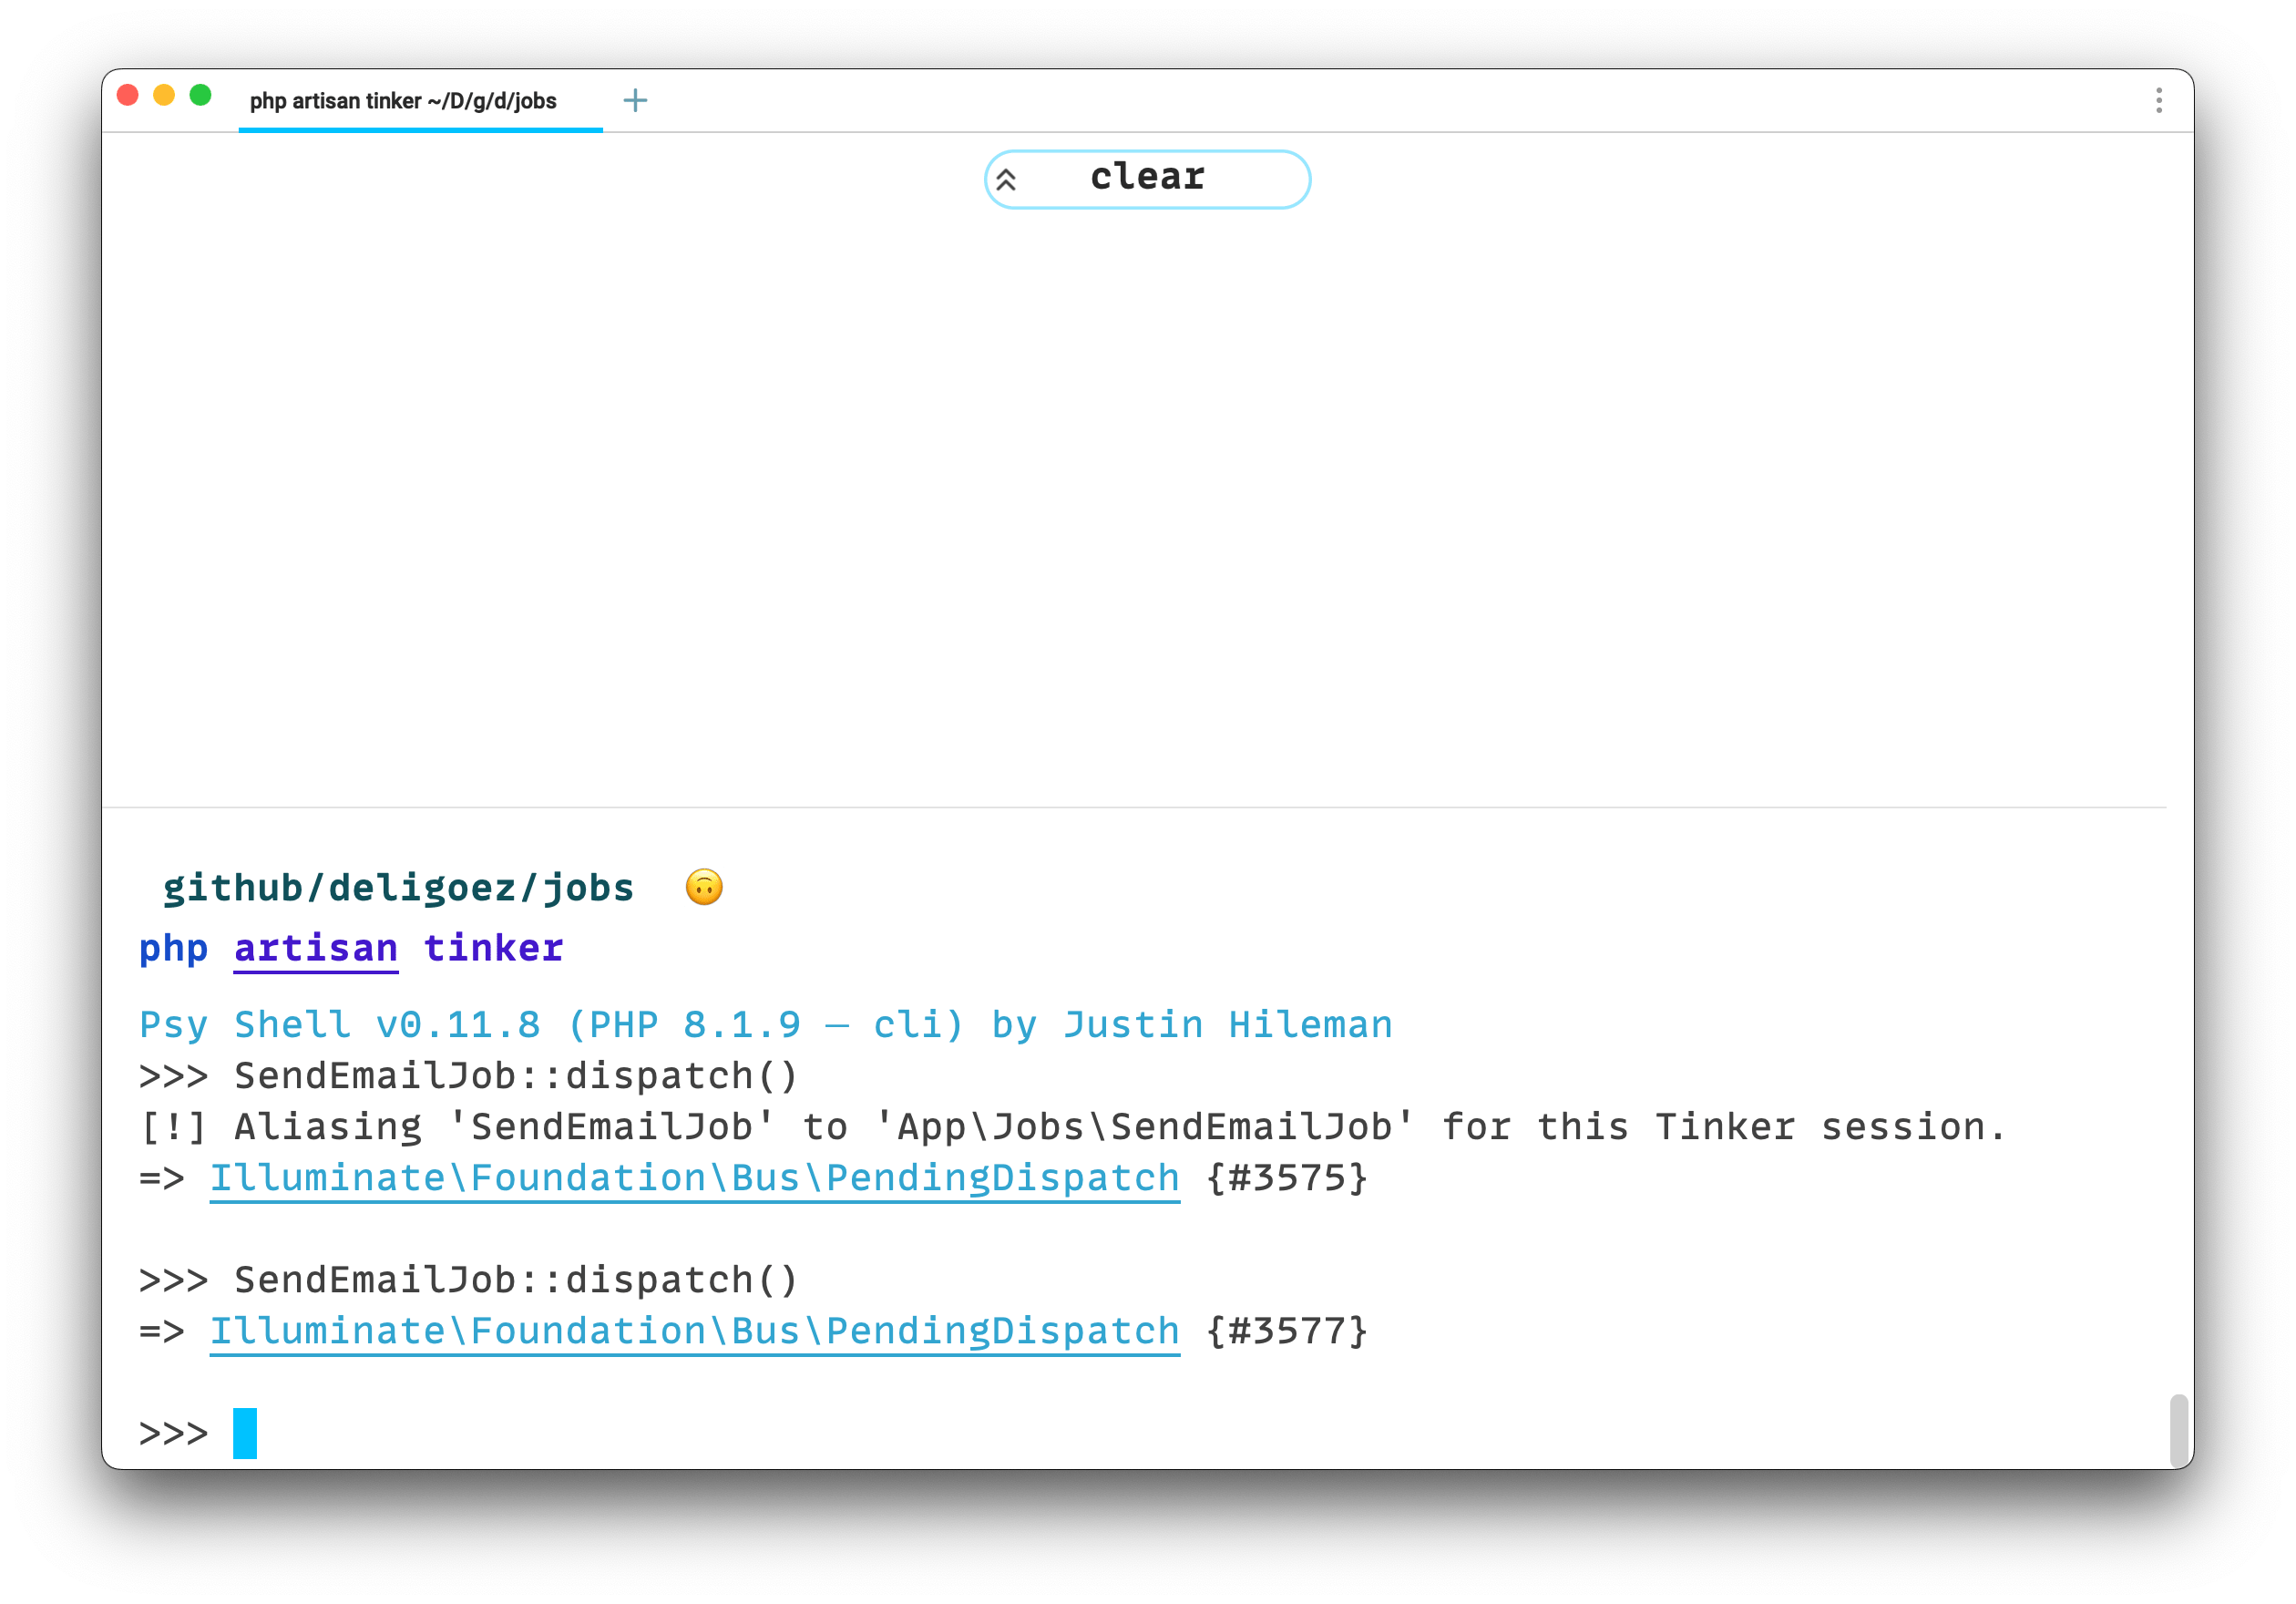 php artisan tinker ~/D/g/d/jobs
clear
github/deligoez/jobs 🙃
php artisan tinker
Psy Shell v0.11.8 (PHP 8.1.9 — cli) by Justin Hileman
>>> SendEmailJob::dispatch()
[!] Aliasing 'SendEmailJob' to 'App\Jobs\SendEmailJob' for this Tinker session.
=> Illuminate\Foundation\Bus\PendingDispatch {#3575}
>>> SendEmailJob::dispatch()
=> Illuminate\Foundation\Bus\PendingDispatch {#3577}
>>>